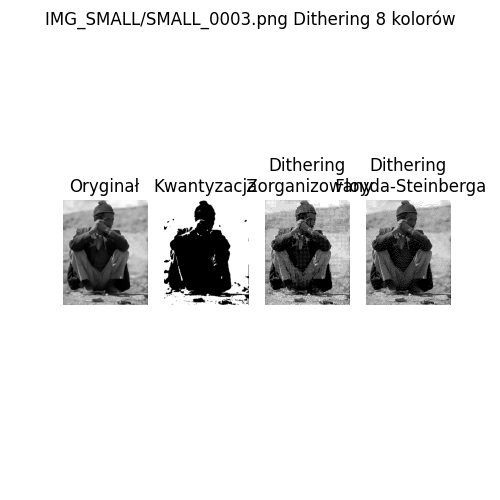 IMG_SMALL/SMALL_0003.png Dithering 8 kolorów
Oryginał
Kwantyzacja
Dithering
Zorganizowany
Dithering
Floyda-Steinberga